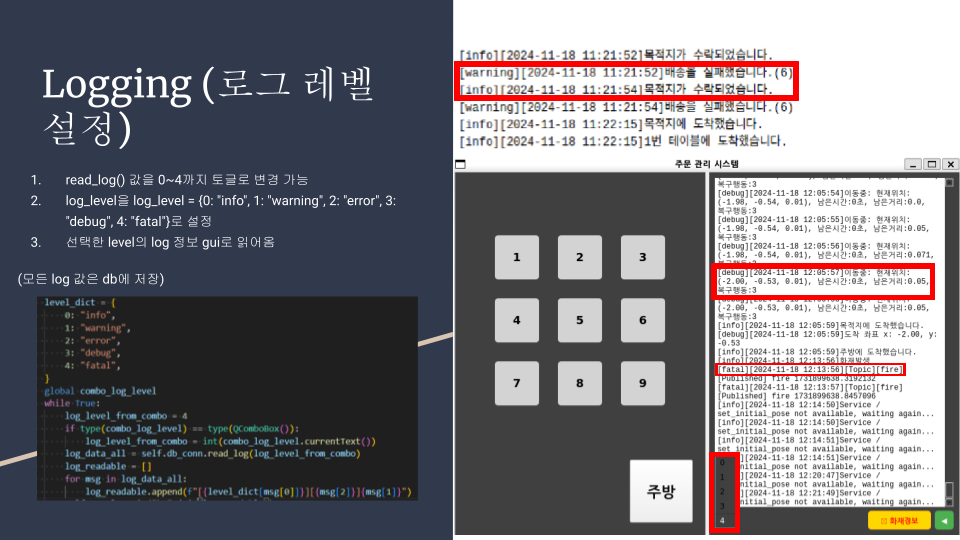 Logging (로그 레벨
설정)
1. read_log() 값을 0~4까지 토글로 변경 가능
2. log_level을 log_level = {0: "info", 1: "warning", 2: "error", 3:
"debug", 4: "fatal"}로 설정
3. 선택한 level의 log 정보 gui로 읽어옴
(모든 log 값은 db에 저장)
level_dict = {
0: "info",
1: "warning",
2: "error",
3: "debug",
4: "fatal",
}
global combo_log_level
while True:
log_level_from_combo = 4
if type(combo_log_level) == type(QComboBox()):
log_level_from_combo = int(combo_log_level.currentText())
log_data_all = self.db_conn.read_log(log_level_from_combo)
log_readable = []
for msg in log_data_all:
log_readable.append(f"[{level_dict[msg[0]]}][{msg[2]}]{msg[1]}")
[info][2024-11-18 11:21:52]목적지가 수락되었습니다.
[warning][2024-11-18 11:21:52]배송을 실패했습니다.(6)
[info][2024-11-18 11:21:54]목적지가 수락되었습니다.
[warning][2024-11-18 11:21:54]배송을 실패했습니다.(6)
[info][2024-11-18 11:22:15]목적지에 도착했습니다.
[info][2024-11-18 11:22:15]1번 테이블에 도착했습니다.
주문 관리 시스템
1 2 3
4 5 6
7 8 9
주방
복구행동:3
[debug][2024-11-18 12:05:54]이동중: 현재위치:
(-1.98, -0.54, 0.01), 남은시간:0초, 남은거리:0.0,
복구행동:3
[debug][2024-11-18 12:05:55]이동중: 현재위치:
(-1.98, -0.54, 0.01), 남은시간:0초, 남은거리:0.05,
복구행동:3
[debug][2024-11-18 12:05:56]이동중: 현재위치:
(-1.98, -0.54, 0.01), 남은시간:0초, 남은거리:0.071,
복구행동:3
[debug][2024-11-18 12:05:57]이동중: 현재위치:
(-2.00, -0.53, 0.01), 남은시간:0초, 남은거리:0.05,
복구행동:3
(-2.00, -0.53, 0.01), 남은시간:0초, 남은거리:0.05,
복구행동:3
[info][2024-11-18 12:05:59]목적지에 도착했습니다.
[debug][2024-11-18 12:05:59]도착 좌표 x: -2.00, y:
-0.53
[info][2024-11-18 12:05:59]주방에 도착했습니다.
[info][2024-11-18 12:13:56]화재발생
[fatal][2024-11-18 12:13:56][Topic][fire]
[Published] fire 1731899638.3192132
[fatal][2024-11-18 12:13:57][Topic][fire]
[Published] fire 1731899638.8457096
[info][2024-11-18 12:14:50]Service /
set_initial_pose not available, waiting again...
[info][2024-11-18 12:14:50]Service /
set_initial_pose not available, waiting again...
[info][2024-11-18 12:14:51]Service /
set_initial_pose not available, waiting again...
][2024-11-18 12:14:51]Service /
nitial_pose not available, waiting again...
][2024-11-18 12:20:47]Service /
nitial_pose not available, waiting again...
][2024-11-18 12:21:49]Service /
nitial_pose not available, waiting again...
0
1
2
3
4
화재경보